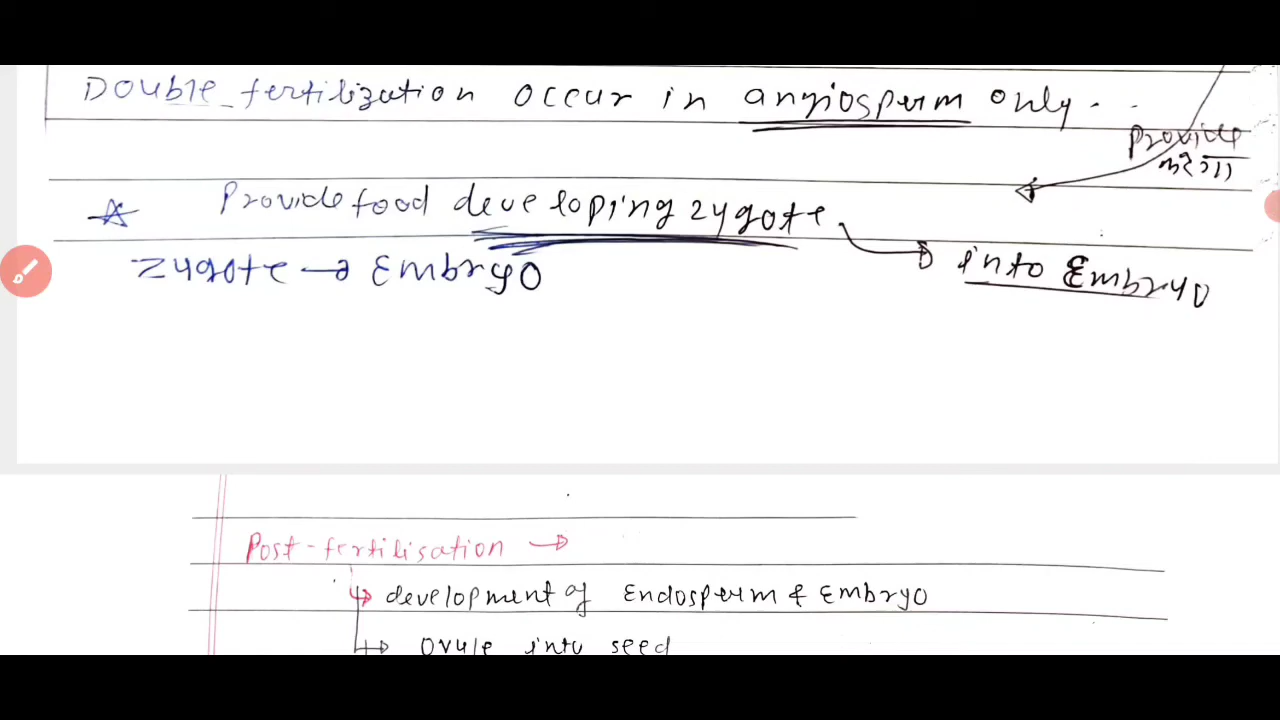 Double fertilization occur in angiosperm only.
Provide
करेगा
Provide food developing zygote
into Embryo
Zygote → Embryo
Post-fertilisation →
development of Endosperm & Embryo
Ovule into seed